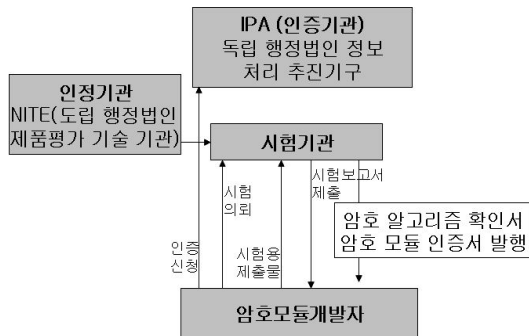 IPA (인증기관)
독립 행정법인 정보
처리 추진기구
인정기관
NITE(도립 행정법인
제품평가 기술 기관)
시험기관
시험
의뢰
시험보고서
제출
암호 알고리즘 확인서
암호 모듈 인증서 발행
인증
신청
시험용
제출물
암호모듈개발자